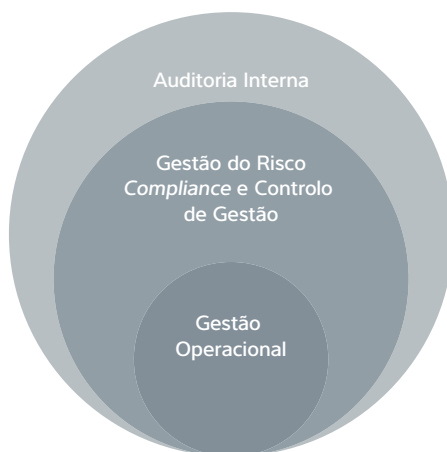 Auditoria Interna
Gestão do Risco
Compliance e Controlo
de Gestão
Gestão
Operacional